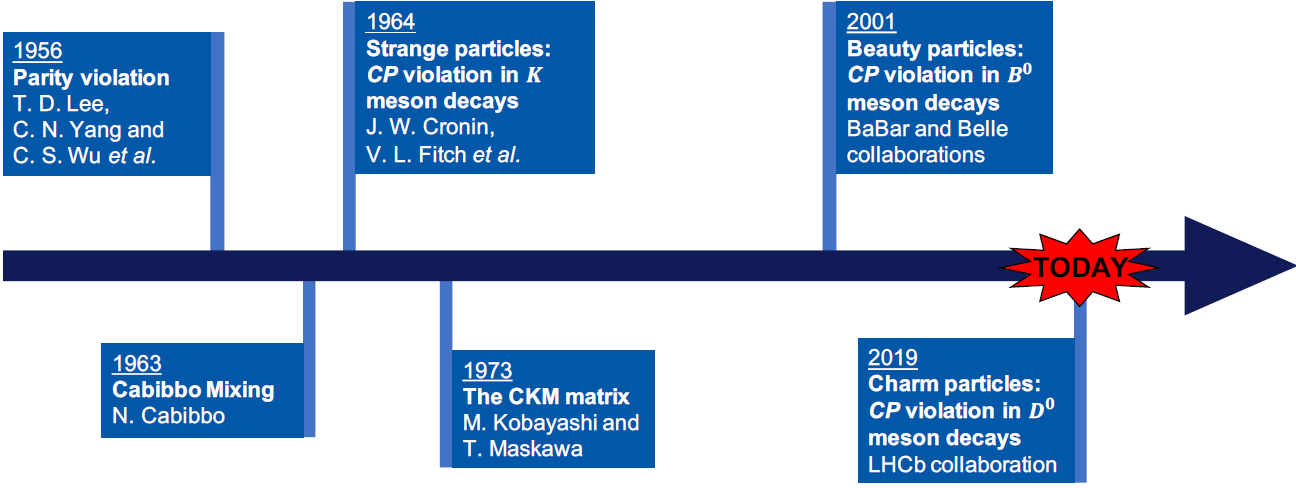 1956
Parity violation
T. D. Lee,
C. N. Yang and
C. S. Wu et al.
1964
Strange particles:
CP violation in K
meson decays
J. W. Cronin,
V. L. Fitch et al.
2001
Beauty particles:
CP violation in B⁰
meson decays
BaBar and Belle
collaborations
TODAY
1963
Cabibbo Mixing
N. Cabibbo
1973
The CKM matrix
M. Kobayashi and
T. Maskawa
2019
Charm particles:
CP violation in D⁰
meson decays
LHCb collaboration